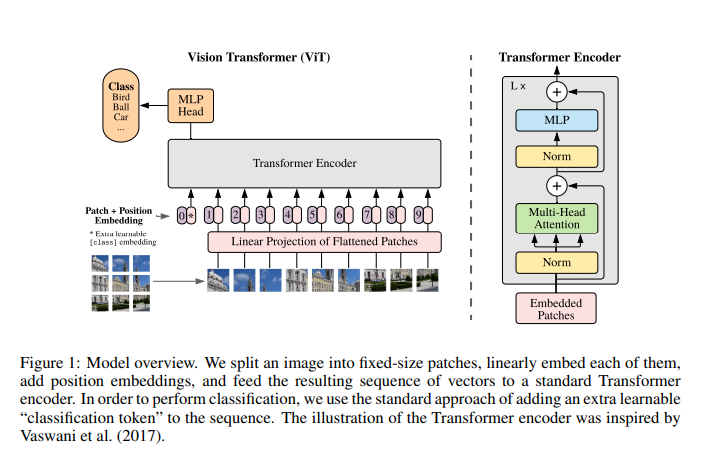 Vision Transformer (ViT)
Transformer Encoder
Class
Bird
Ball
Car
...
MLP
Head
Transformer Encoder
Patch + Position
Embedding
* Extra learnable
[class] embedding
0 * 1 2 3 4 5 6 7 8 9
Linear Projection of Flattened Patches
L x
+
MLP
Norm
+
Multi-Head
Attention
Norm
Embedded
Patches
Figure 1: Model overview. We split an image into fixed-size patches, linearly embed each of them,
add position embeddings, and feed the resulting sequence of vectors to a standard Transformer
encoder. In order to perform classification, we use the standard approach of adding an extra learnable
“classification token” to the sequence. The illustration of the Transformer encoder was inspired by
Vaswani et al. (2017).